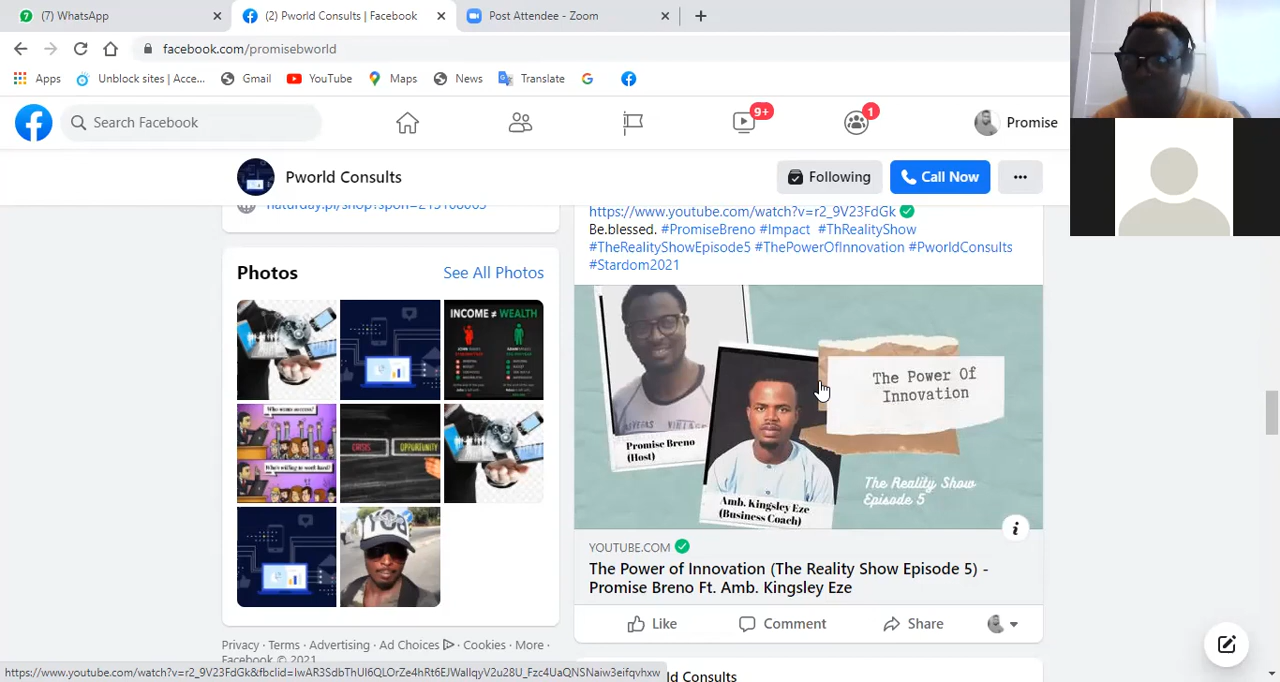 (7) WhatsApp
(2) Pworld Consults | Facebook
Post Attendee - Zoom
facebook.com/promisebworld
Apps
Unblock sites | Acce...
Gmail
YouTube
Maps
News
Translate
Search Facebook
9+
1
Promise
Pworld Consults
Following
Call Now
https://www.youtube.com/watch?v=r2_9V23FdGk
Be.blessed. #PromiseBreno #Impact #ThRealityShow
#TheRealityShowEpisode5 #ThePowerOfInnovation #PworldConsults
#Stardom2021
Photos
See All Photos
INCOME ≠ WEALTH
CRISIS
OPPORTUNITY
Promise Breno
(Host)
Amb. Kingsley Eze
(Business Coach)
The Power Of
Innovation
The Reality Show
Episode 5
YOUTUBE.COM
The Power of Innovation (The Reality Show Episode 5) -
Promise Breno Ft. Amb. Kingsley Eze
Like
Comment
Share
Privacy · Terms · Advertising · Ad Choices · Cookies · More ·
Facebook © 2021
ld Consults